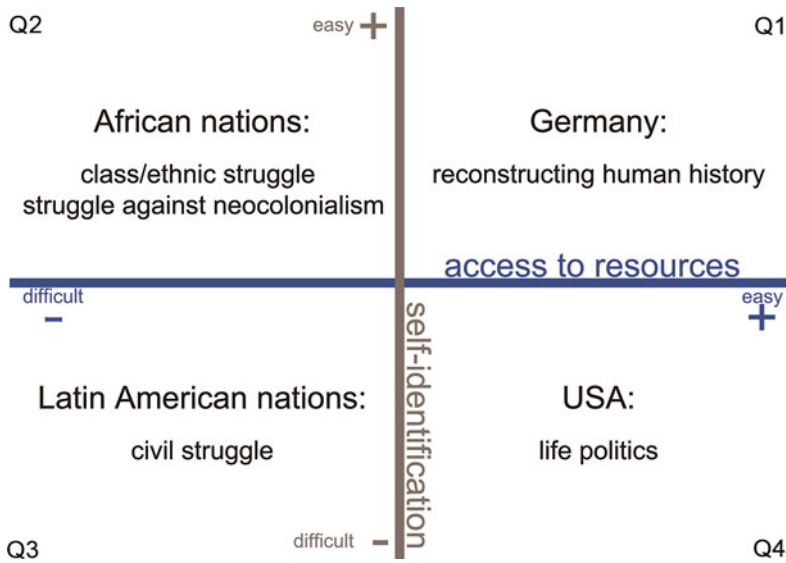 Q2
easy +
Q1
African nations:
class/ethnic struggle
struggle against neocolonialism
Germany:
reconstructing human history
access to resources
difficult
-
easy
+
self-identification
Latin American nations:
civil struggle
USA:
life politics
Q3
difficult -
Q4